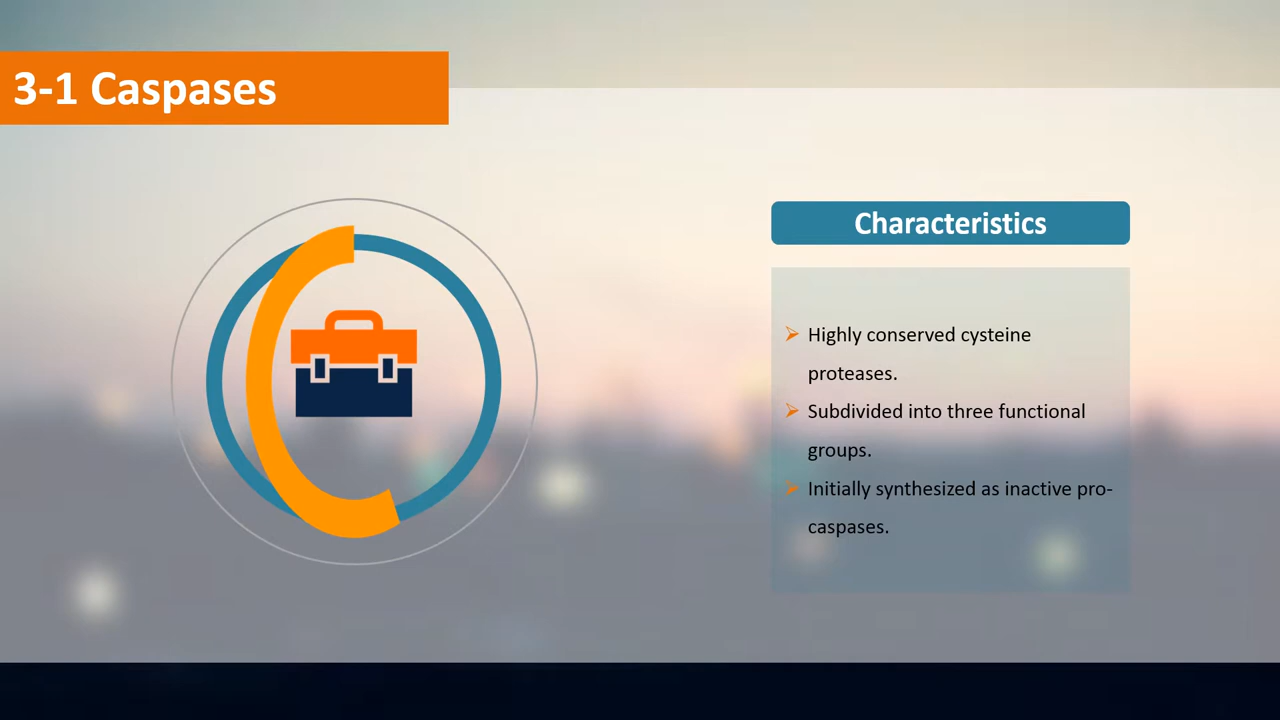 3-1 Caspases
Characteristics
Highly conserved cysteine
proteases.
Subdivided into three functional
groups.
Initially synthesized as inactive pro-
caspases.